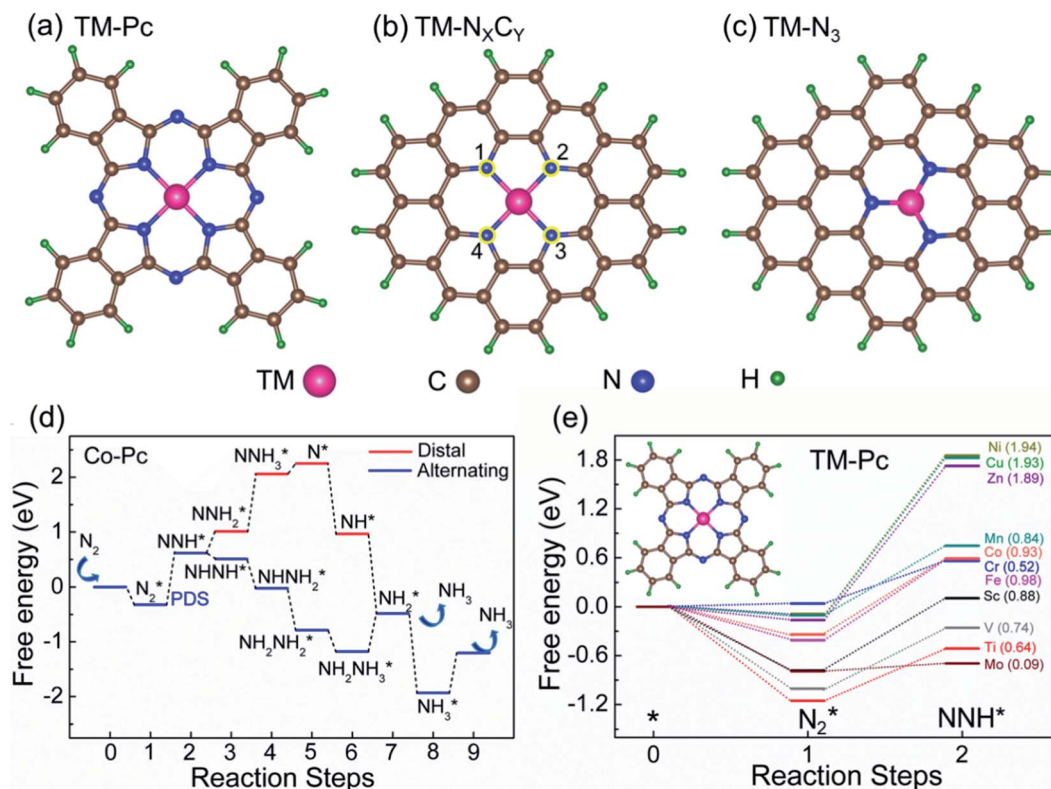 (a) TM-Pc
(b) TM-NXCY
(c) TM-N3
1 2
4 3
TM C N H
(d)
Co-Pc
Distal
Alternating
Free energy (eV)
2
1
0
-1
-2
N2
N2*
PDS
NNH*
NNH2*
NNH3*
N*
NH*
NHNH*
NHNH2*
NH2NH2*
NH2NH3*
NH2*
NH3
NH3*
NH3
0 1 2 3 4 5 6 7 8 9
Reaction Steps
(e)
TM-Pc
Free energy (eV)
1.8
1.2
0.6
0.0
-0.6
-1.2
Ni (1.94)
Cu (1.93)
Zn (1.89)
Mn (0.84)
Co (0.93)
Cr (0.52)
Fe (0.98)
Sc (0.88)
V (0.74)
Ti (0.64)
Mo (0.09)
* N2* NNH*
0 1 2
Reaction Steps